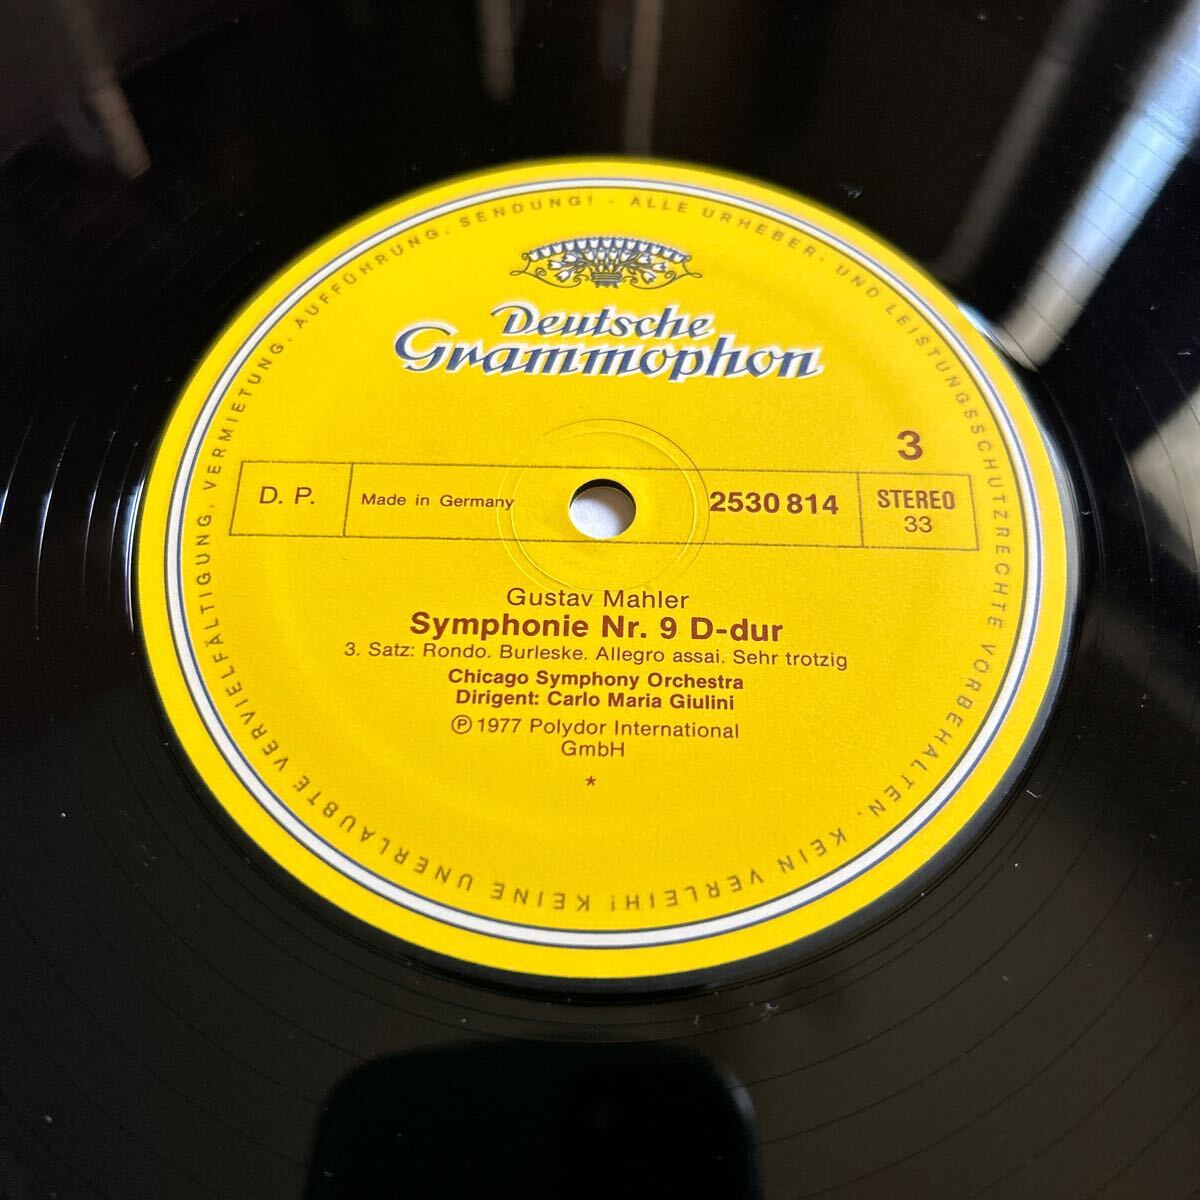 Deutsche
Grammophon
3
D. P.
Made in Germany
2530 814
STEREO
33
Gustav Mahler
Symphonie Nr. 9 D-dur
3. Satz: Rondo. Burleske. Allegro assai. Sehr trotzig
Chicago Symphony Orchestra
Dirigent: Carlo Maria Giulini
℗ 1977 Polydor International
GmbH
*
ALLE URHEBER- UND LEISTUNGSSCHUTZRECHTE VORBEHALTEN. KEIN VERLEIH! KEINE UNERLAUBTE VERVIELFÄLTIGUNG, VERMIETUNG, AUFFÜHRUNG, SENDUNG! ·